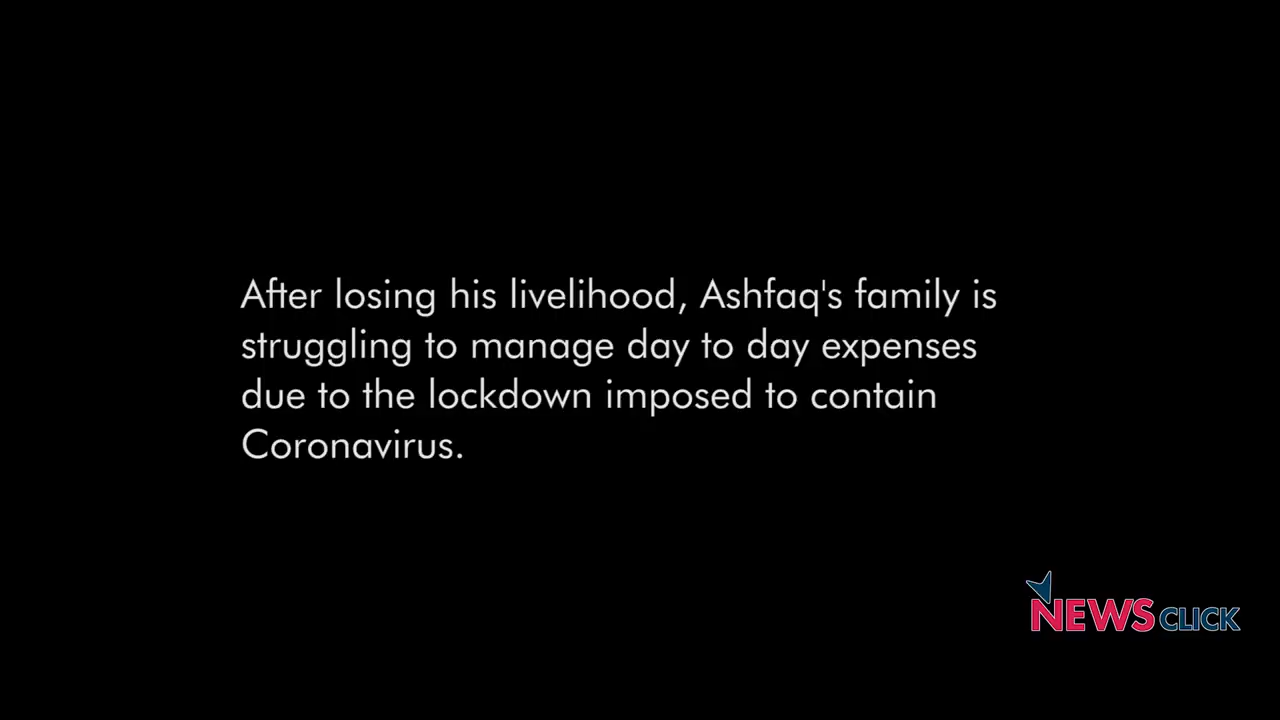 After losing his livelihood, Ashfaq's family is
struggling to manage day to day expenses
due to the lockdown imposed to contain
Coronavirus.
NEWSCLICK